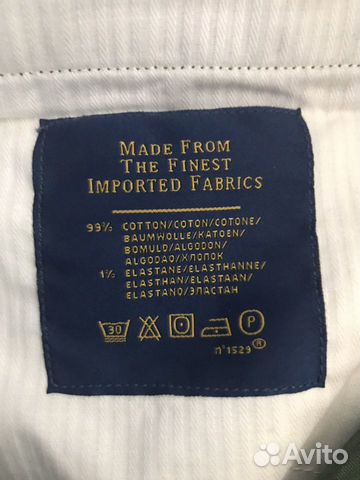 MADE FROM
THE FINEST
IMPORTED FABRICS
99% COTTON/COTON/COTONE/
BAUMWOLLE/KATOEN/
BOMULD/ALGODON/
ALGODAO/ХЛОПОК
1% ELASTANE/ELASTHANNE/
ELASTHAN/ELASTAAN/
ELASTANO/ЭЛАСТАН
30 P
n°1529®
Avito